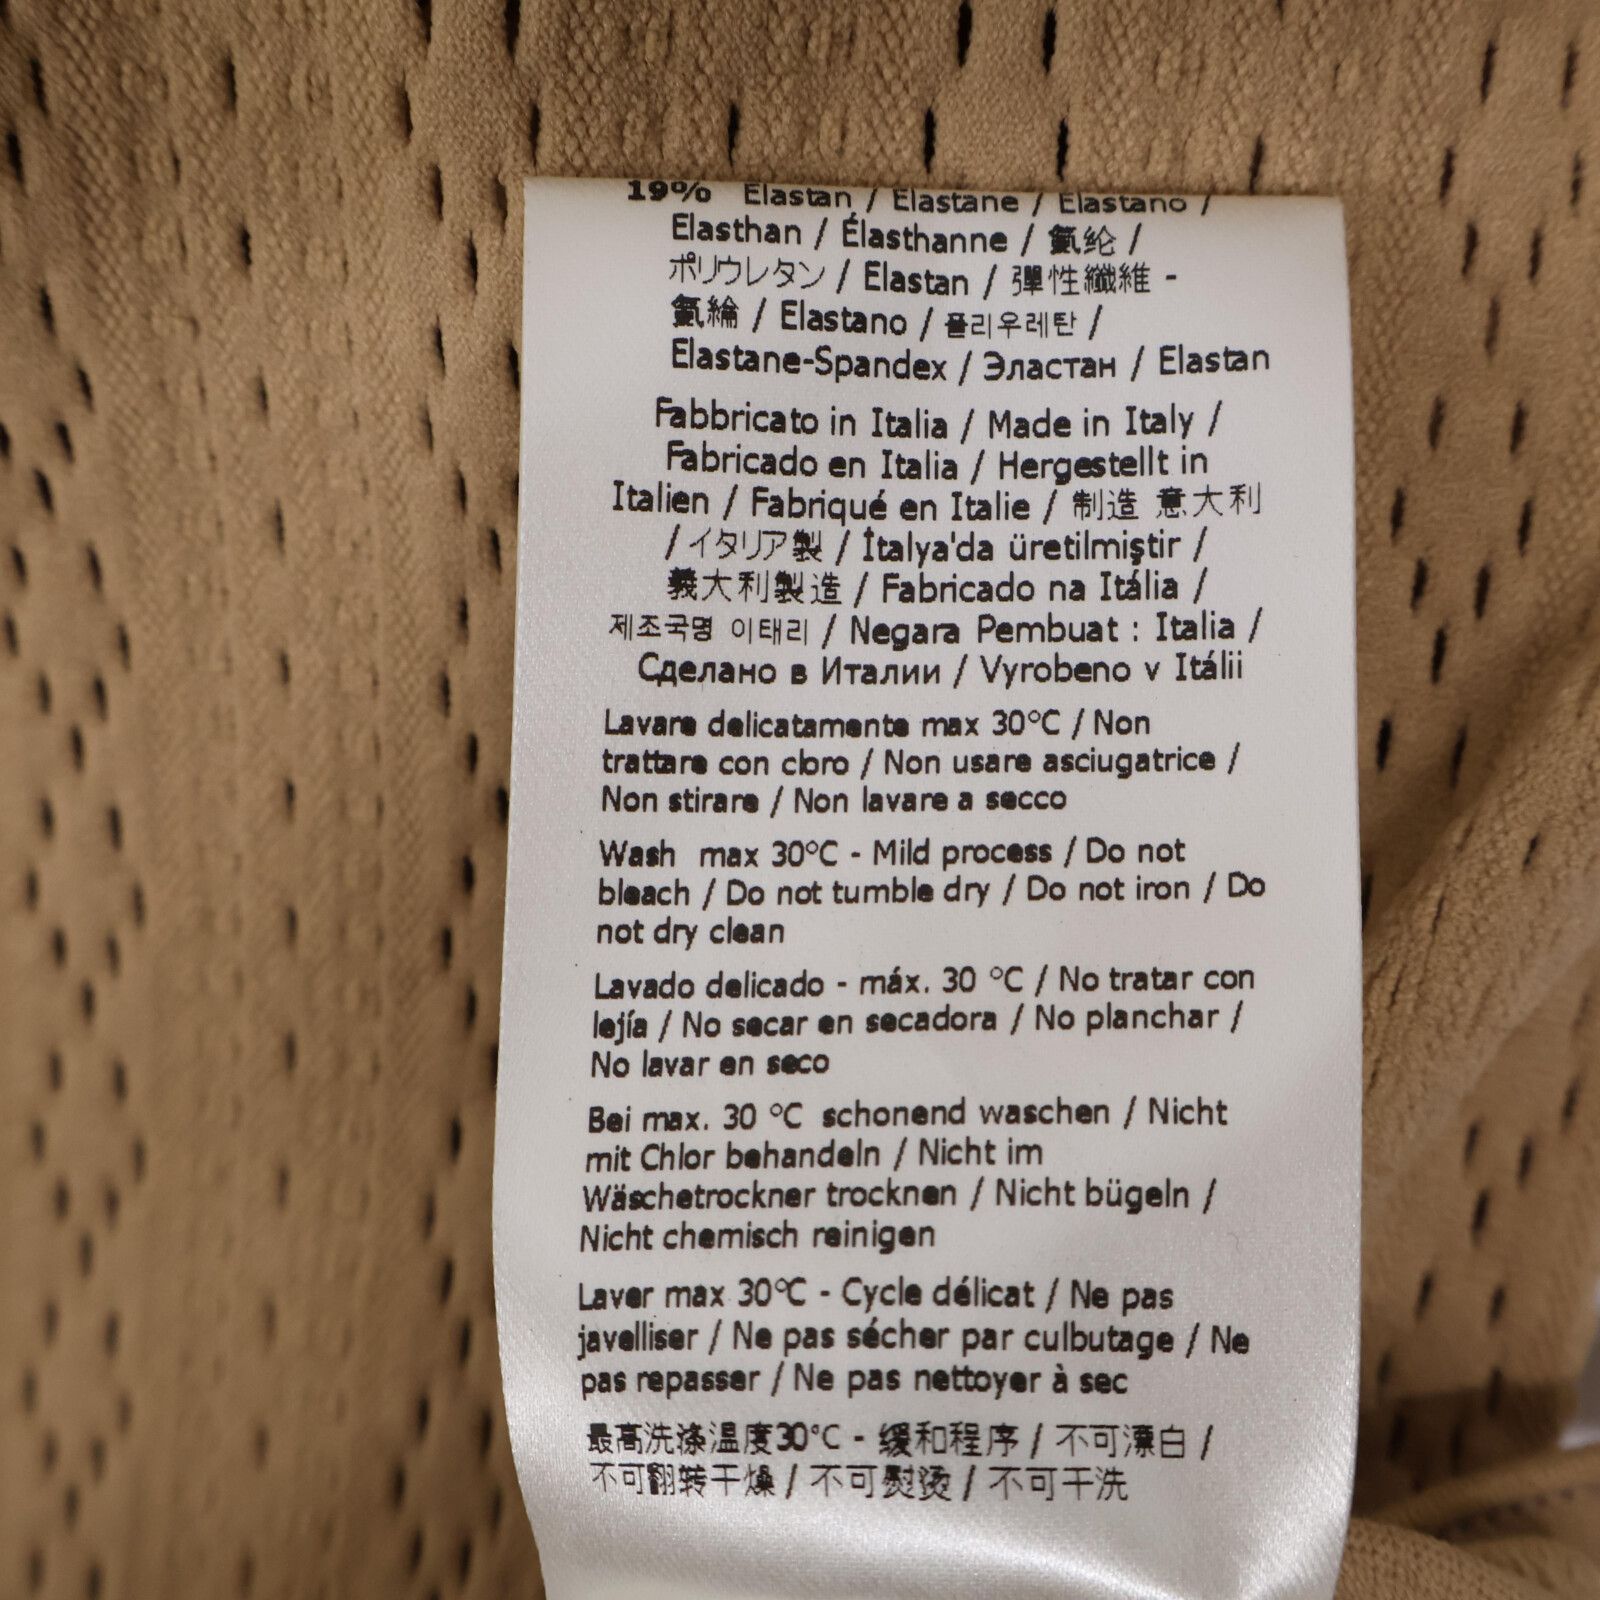 19% Elastan / Elastane / Elastano /
Elasthan / Élasthanne / 氨纶 /
ポリウレタン / Elastan / 彈性纖維 -
氨綸 / Elastano / 폴리우레탄 /
Elastane-Spandex / Эластан / Elastan
Fabbricato in Italia / Made in Italy /
Fabricado en Italia / Hergestellt in
Italien / Fabriqué en Italie / 制造 意大利
/ イタリア製 / İtalya'da üretilmiştir /
義大利製造 / Fabricado na Itália /
제조국명 이태리 / Negara Pembuat : Italia /
Сделано в Италии / Vyrobeno v Itálii
Lavare delicatamente max 30°C / Non
trattare con cloro / Non usare asciugatrice /
Non stirare / Non lavare a secco
Wash max 30°C - Mild process / Do not
bleach / Do not tumble dry / Do not iron / Do
not dry clean
Lavado delicado - máx. 30 °C / No tratar con
lejía / No secar en secadora / No planchar /
No lavar en seco
Bei max. 30 °C schonend waschen / Nicht
mit Chlor behandeln / Nicht im
Wäschetrockner trocknen / Nicht bügeln /
Nicht chemisch reinigen
Laver max 30°C - Cycle délicat / Ne pas
javelliser / Ne pas sécher par culbutage / Ne
pas repasser / Ne pas nettoyer à sec
最高洗涤温度30°C - 缓和程序 / 不可漂白 /
不可翻转干燥 / 不可熨烫 / 不可干洗